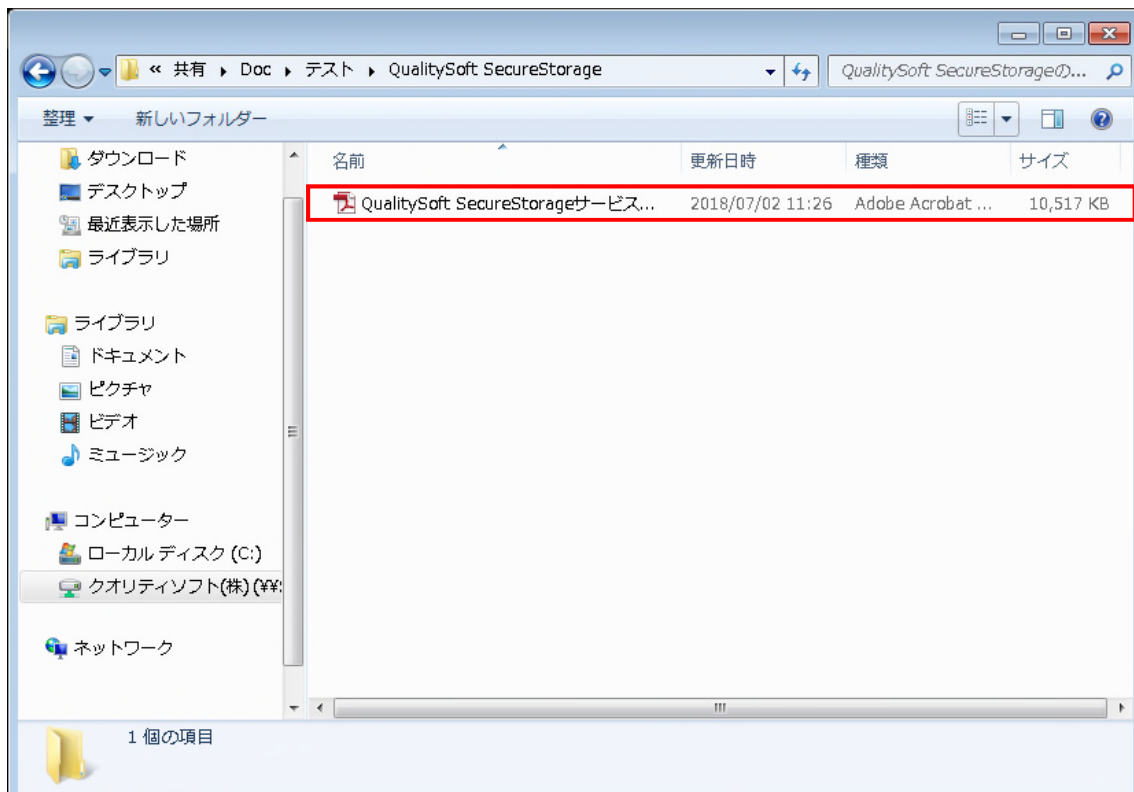 « 共有 ▸ Doc ▸ テスト ▸ QualitySoft SecureStorage
QualitySoft SecureStorageの...
整理 ▼ 新しいフォルダー
名前 更新日時 種類 サイズ
QualitySoft SecureStorageサービス... 2018/07/02 11:26 Adobe Acrobat ... 10,517 KB
ダウンロード
デスクトップ
最近表示した場所
ライブラリ
ライブラリ
ドキュメント
ピクチャ
ビデオ
ミュージック
コンピューター
ローカル ディスク (C:)
クオリティソフト(株) (¥¥
ネットワーク
1 個の項目